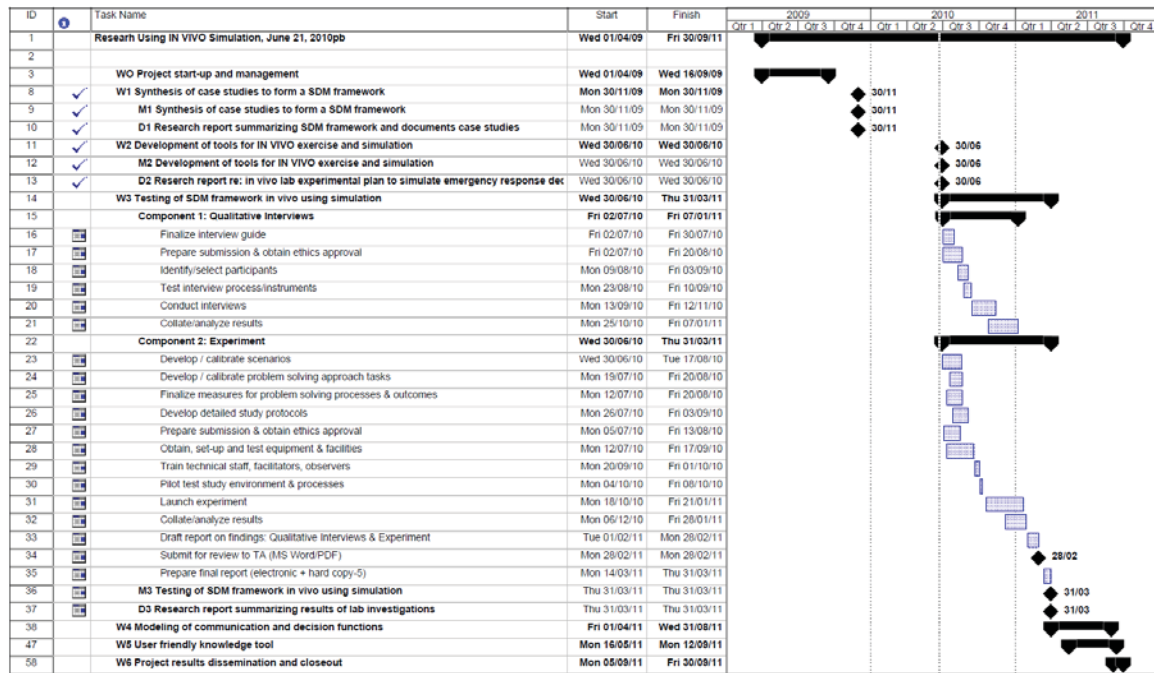 ID Task Name Start Finish 2009 2010 2011
Qtr 1 Qtr 2 Qtr 3 Qtr 4 Qtr 1 Qtr 2 Qtr 3 Qtr 4 Qtr 1 Qtr 2 Qtr 3 Qtr 4
1 Researh Using IN VIVO Simulation, June 21, 2010pb Wed 01/04/09 Fri 30/09/11
2
3 WO Project start-up and management Wed 01/04/09 Wed 16/09/09
8 W1 Synthesis of case studies to form a SDM framework Mon 30/11/09 Mon 30/11/09 30/11
9 M1 Synthesis of case studies to form a SDM framework Mon 30/11/09 Mon 30/11/09 30/11
10 D1 Research report summarizing SDM framework and documents case studies Mon 30/11/09 Mon 30/11/09 30/11
11 W2 Development of tools for IN VIVO exercise and simulation Wed 30/06/10 Wed 30/06/10 30/06
12 M2 Development of tools for IN VIVO exercise and simulation Wed 30/06/10 Wed 30/06/10 30/06
13 D2 Reserch report re: in vivo lab experimental plan to simulate emergency response dec Wed 30/06/10 Wed 30/06/10 30/06
14 W3 Testing of SDM framework in vivo using simulation Wed 30/06/10 Thu 31/03/11
15 Component 1: Qualitative Interviews Fri 02/07/10 Fri 07/01/11
16 Finalize interview guide Fri 02/07/10 Fri 30/07/10
17 Prepare submission & obtain ethics approval Fri 02/07/10 Fri 20/08/10
18 Identify/select participants Mon 09/08/10 Fri 03/09/10
19 Test interview process/instruments Mon 23/08/10 Fri 10/09/10
20 Conduct interviews Mon 13/09/10 Fri 12/11/10
21 Collate/analyze results Mon 25/10/10 Fri 07/01/11
22 Component 2: Experiment Wed 30/06/10 Thu 31/03/11
23 Develop / calibrate scenarios Wed 30/06/10 Tue 17/08/10
24 Develop / calibrate problem solving approach tasks Mon 19/07/10 Fri 20/08/10
25 Finalize measures for problem solving processes & outcomes Mon 12/07/10 Fri 20/08/10
26 Develop detailed study protocols Mon 26/07/10 Fri 03/09/10
27 Prepare submission & obtain ethics approval Mon 05/07/10 Fri 13/08/10
28 Obtain, set-up and test equipment & facilities Mon 12/07/10 Fri 17/09/10
29 Train technical staff, facilitators, observers Mon 20/09/10 Fri 01/10/10
30 Pilot test study environment & processes Mon 04/10/10 Fri 08/10/10
31 Launch experiment Mon 18/10/10 Fri 21/01/11
32 Collate/analyze results Mon 06/12/10 Fri 28/01/11
33 Draft report on findings: Qualitative Interviews & Experiment Tue 01/02/11 Mon 28/02/11
34 Submit for review to TA (MS Word/PDF) Mon 28/02/11 Mon 28/02/11 28/02
35 Prepare final report (electronic + hard copy-5) Mon 14/03/11 Thu 31/03/11
36 M3 Testing of SDM framework in vivo using simulation Thu 31/03/11 Thu 31/03/11 31/03
37 D3 Research report summarizing results of lab investigations Thu 31/03/11 Thu 31/03/11 31/03
38 W4 Modeling of communication and decision functions Fri 01/04/11 Wed 31/08/11
47 W5 User friendly knowledge tool Mon 16/05/11 Mon 12/09/11
58 W6 Project results dissemination and closeout Mon 05/09/11 Fri 30/09/11